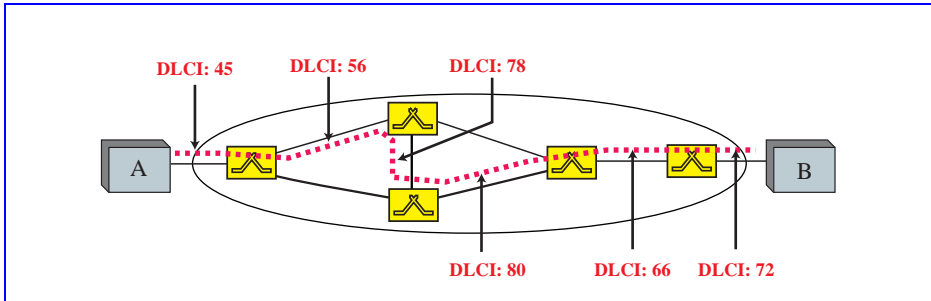 DLCI: 45
DLCI: 56
DLCI: 78
A
B
DLCI: 80
DLCI: 66
DLCI: 72